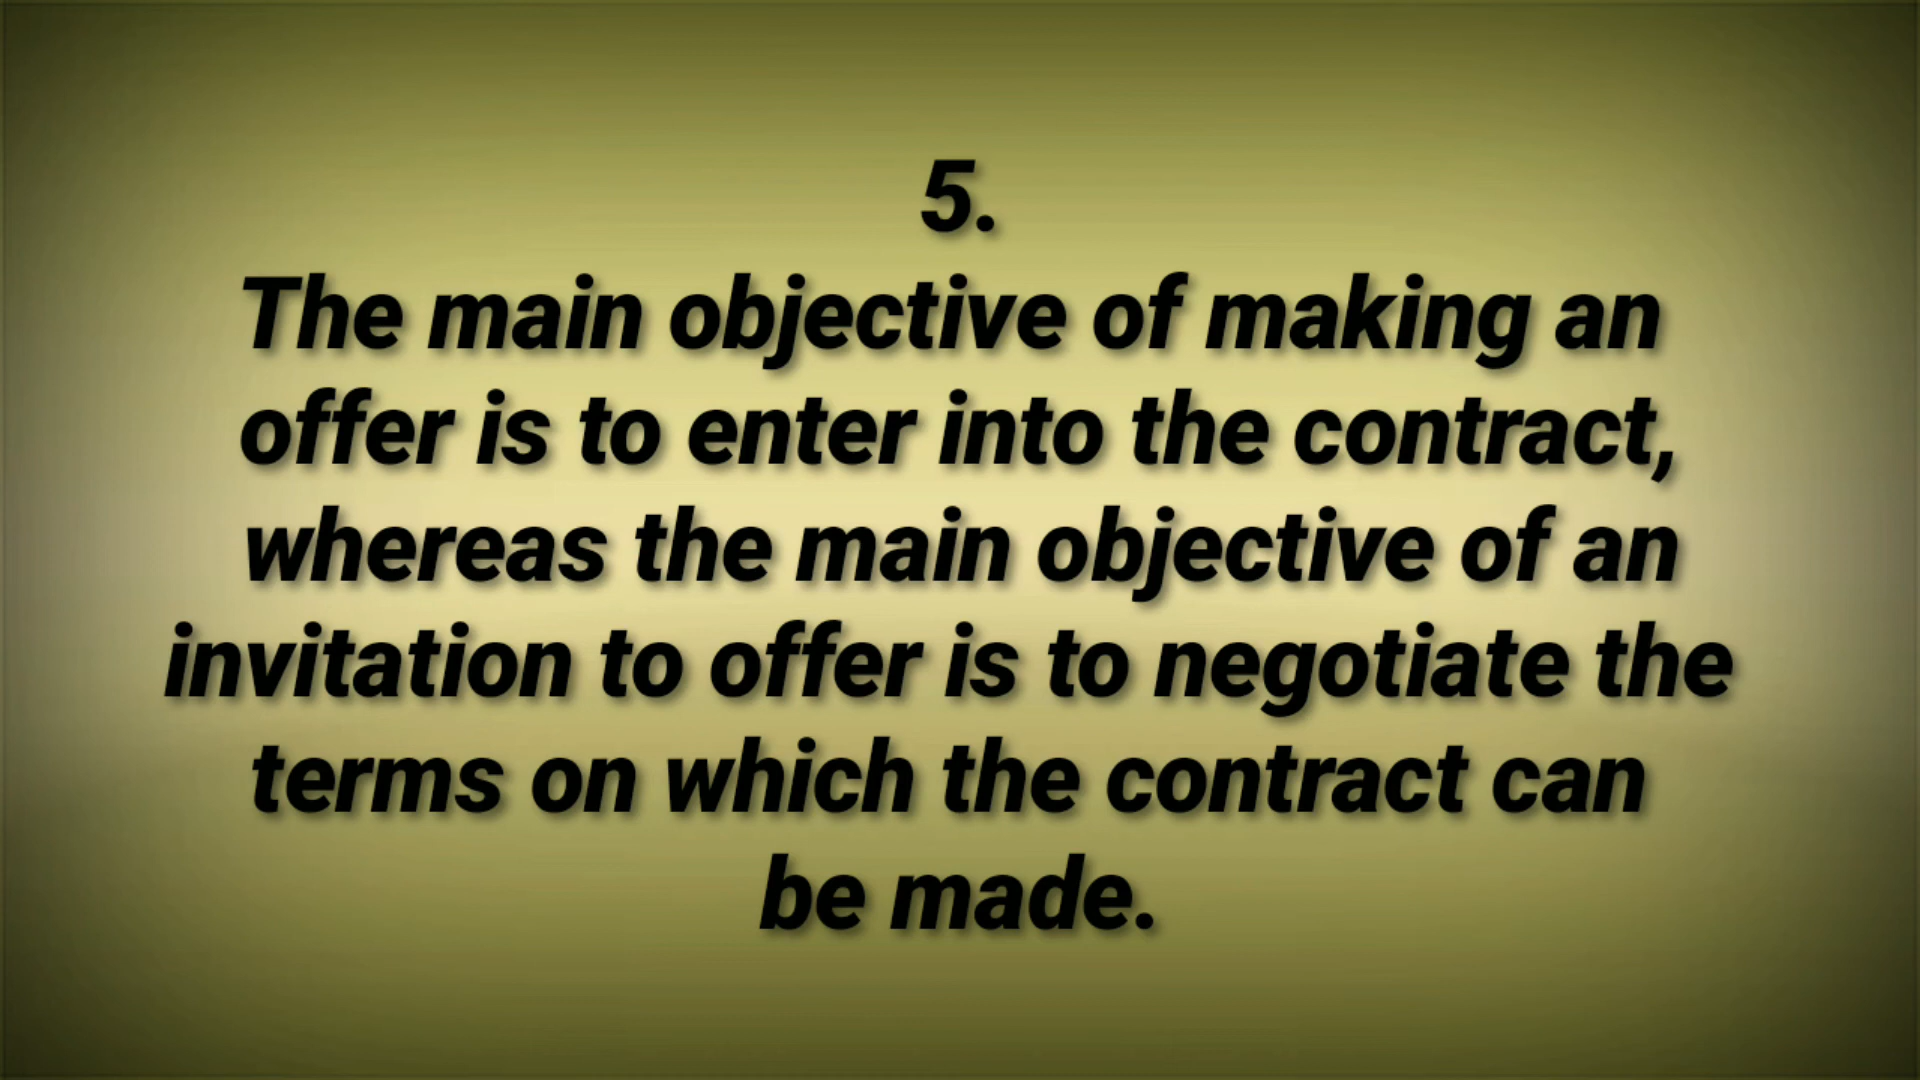 5.
The main objective of making an
offer is to enter into the contract,
whereas the main objective of an
invitation to offer is to negotiate the
terms on which the contract can
be made.